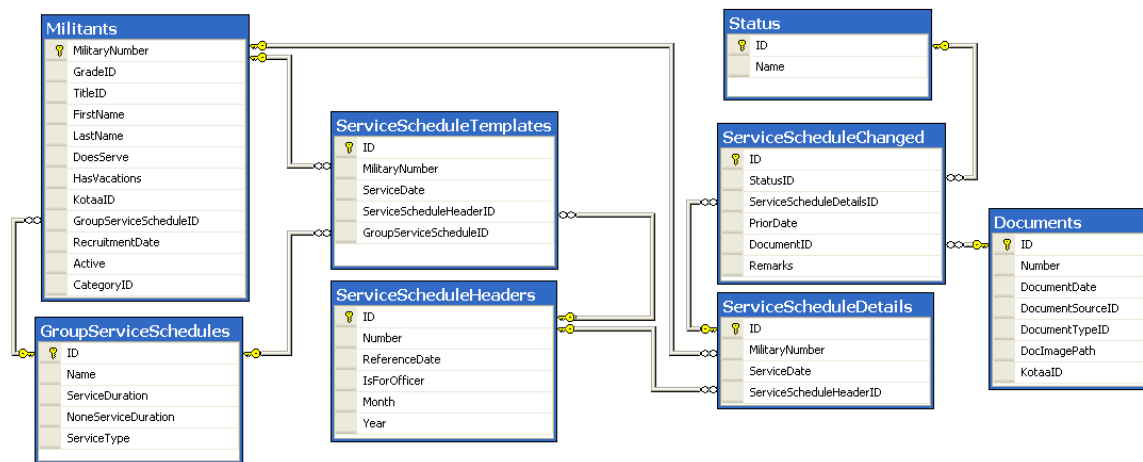 Militants
MilitaryNumber
GradeID
TitleID
FirstName
LastName
DoesServe
HasVacations
KotaaID
GroupServiceScheduleID
RecruitmentDate
Active
CategoryID
GroupServiceSchedules
ID
Name
ServiceDuration
NoneServiceDuration
ServiceType
ServiceScheduleTemplates
ID
MilitaryNumber
ServiceDate
ServiceScheduleHeaderID
GroupServiceScheduleID
ServiceScheduleHeaders
ID
Number
ReferenceDate
IsForOfficer
Month
Year
Status
ID
Name
ServiceScheduleChanged
ID
StatusID
ServiceScheduleDetailsID
PriorDate
DocumentID
Remarks
ServiceScheduleDetails
ID
MilitaryNumber
ServiceDate
ServiceScheduleHeaderID
Documents
ID
Number
DocumentDate
DocumentSourceID
DocumentTypeID
DocImagePath
KotaaID